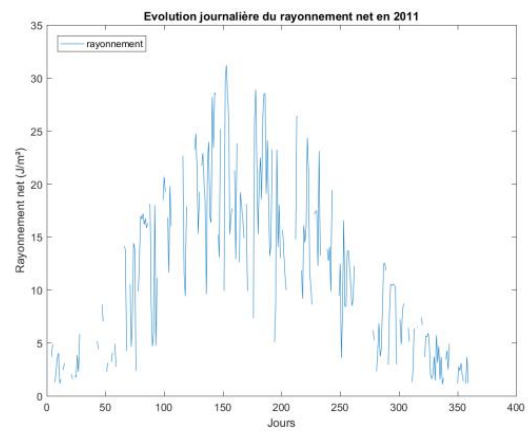 Evolution journalière du rayonnement net en 2011
rayonnement
Rayonnement net (J/m²)
35
30
25
20
15
10
5
0
0 50 100 150 200 250 300 350 400
Jours